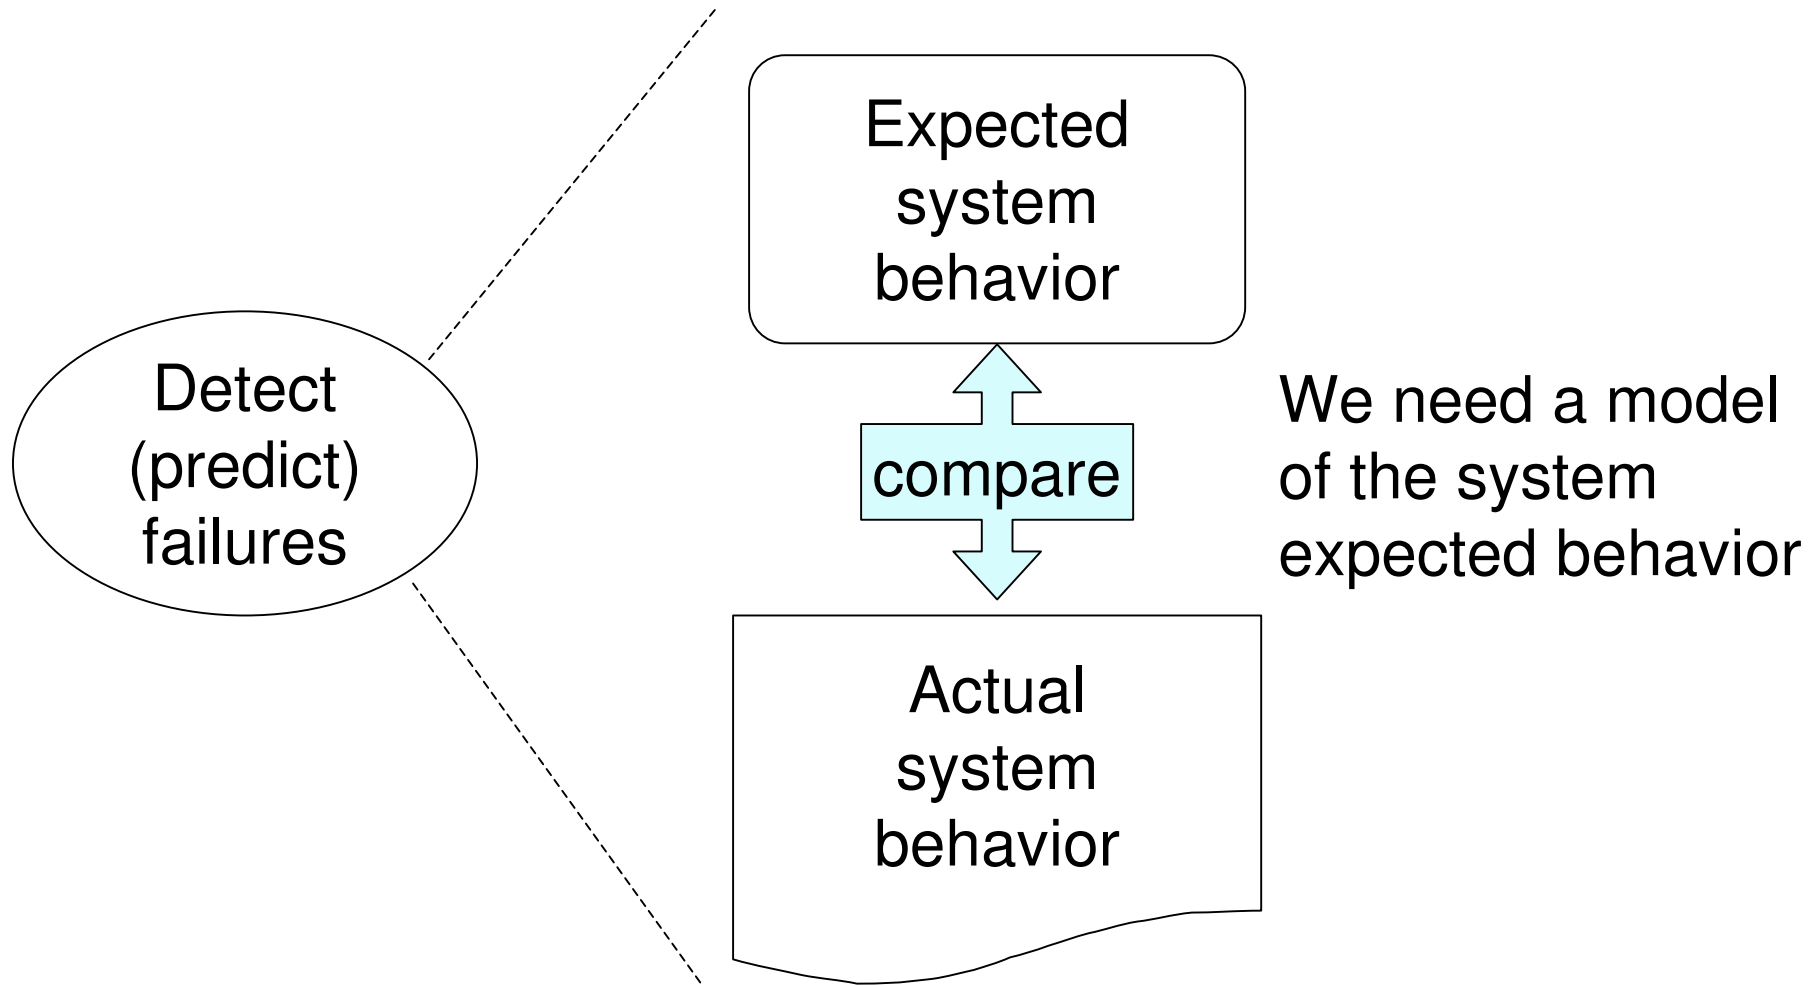 Detect
(predict)
failures
Expected
system
behavior
compare
Actual
system
behavior
We need a model
of the system
expected behavior